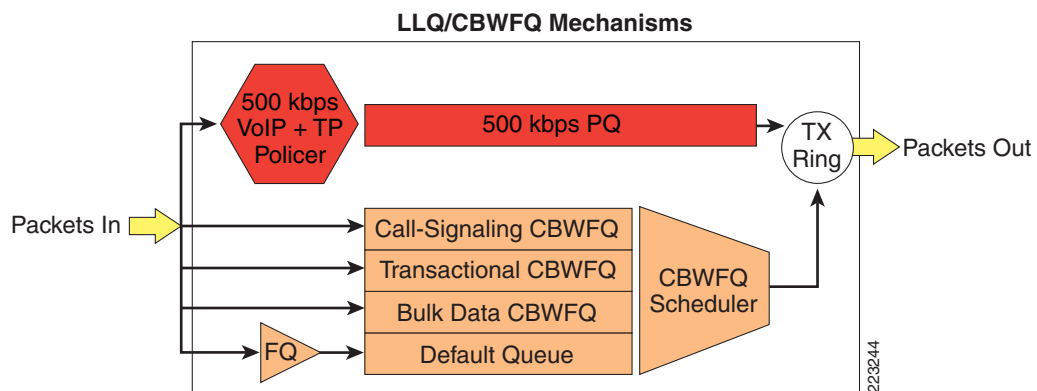 LLQ/CBWFQ Mechanisms
500 kbps
VoIP + TP
Policer
500 kbps PQ
TX
Ring
Packets Out
Packets In
Call-Signaling CBWFQ
Transactional CBWFQ
CBWFQ
Scheduler
Bulk Data CBWFQ
FQ
Default Queue
223244